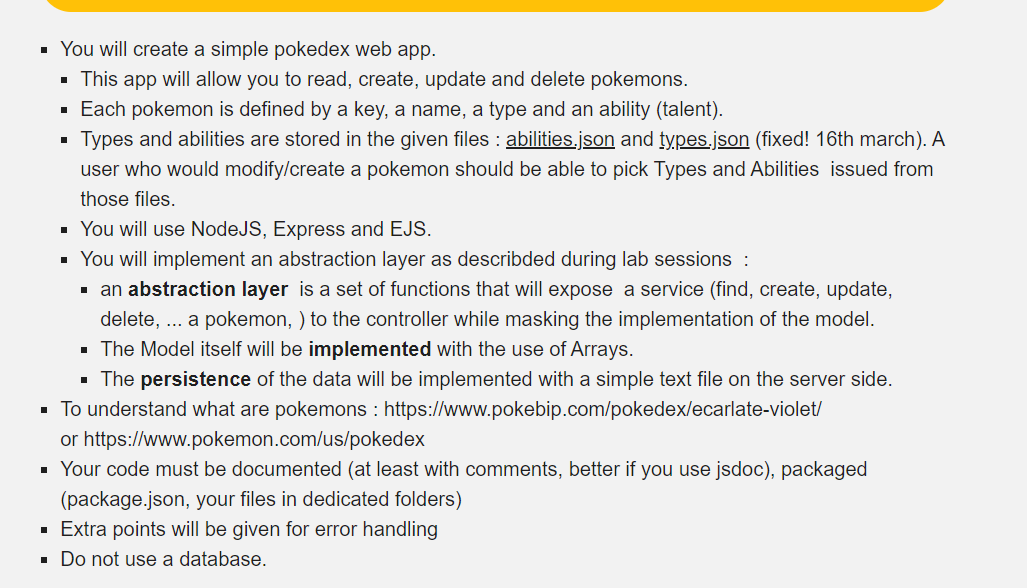 You will create a simple pokedex web app.
This app will allow you to read, create, update and delete pokemons.
Each pokemon is defined by a key, a name, a type and an ability (talent).
Types and abilities are stored in the given files : abilities.json and types.json (fixed! 16th march). A
user who would modify/create a pokemon should be able to pick Types and Abilities  issued from
those files.
You will use NodeJS, Express and EJS.
You will implement an abstraction layer as describded during lab sessions  :
an abstraction layer  is a set of functions that will expose  a service (find, create, update,
delete, ... a pokemon, ) to the controller while masking the implementation of the model.
The Model itself will be implemented with the use of Arrays.
The persistence of the data will be implemented with a simple text file on the server side.
To understand what are pokemons : https://www.pokebip.com/pokedex/ecarlate-violet/
or https://www.pokemon.com/us/pokedex
Your code must be documented (at least with comments, better if you use jsdoc), packaged
(package.json, your files in dedicated folders)
Extra points will be given for error handling
Do not use a database.